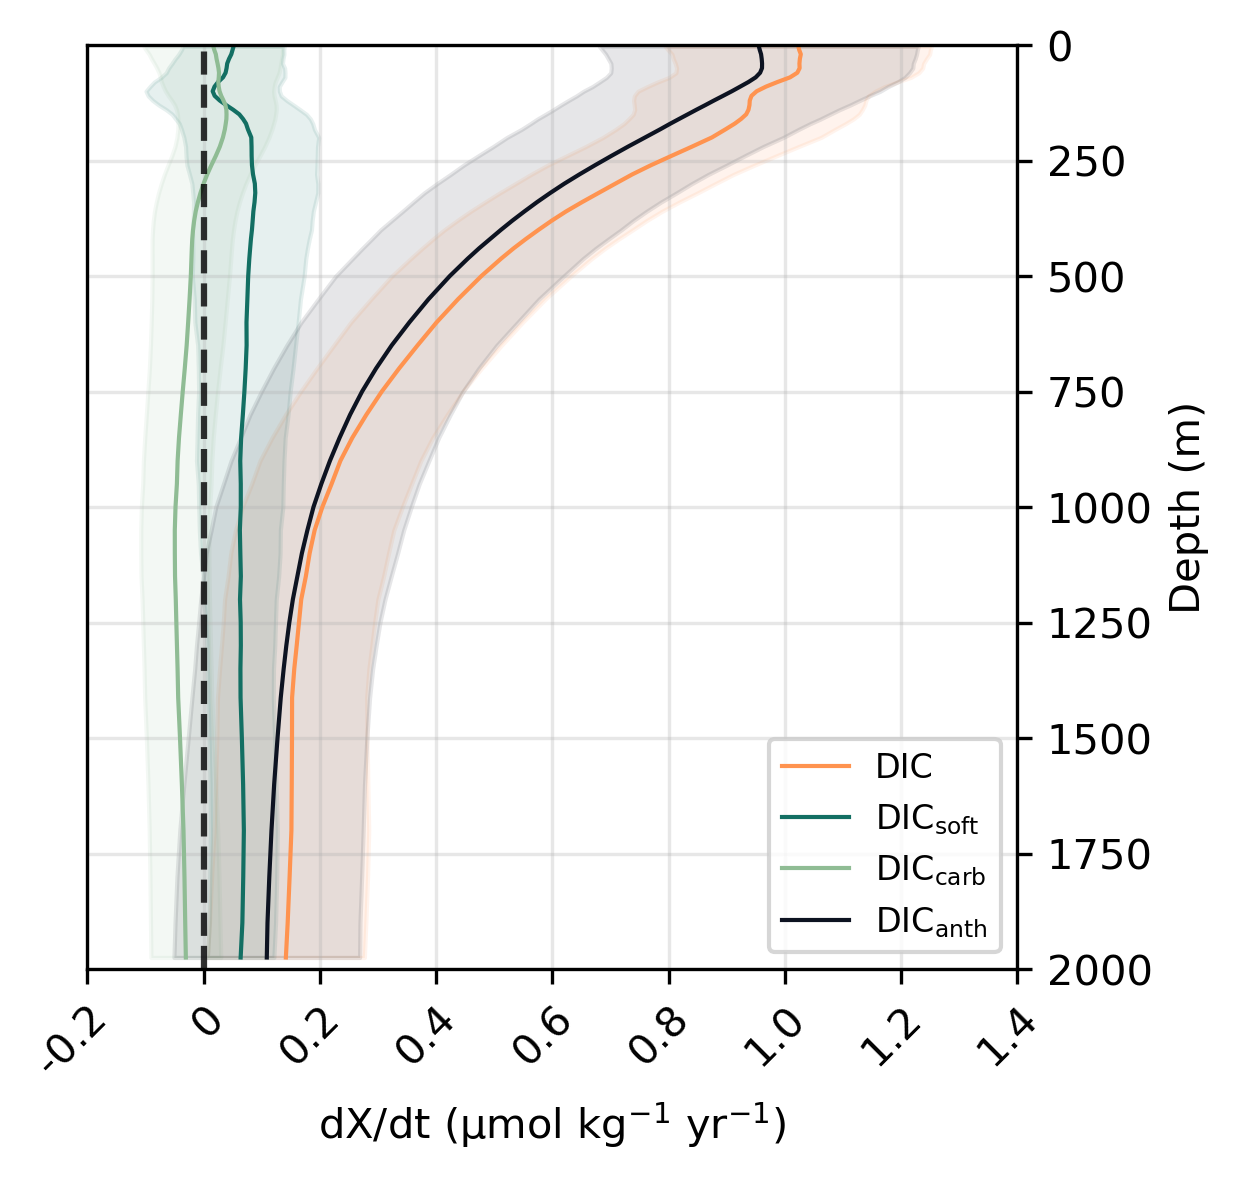 0
250
500
750
1000
1250
1500
1750
2000
Depth (m)
DIC
DICsoft
DICcarb
DICanth
-0.2 0 0.2 0.4 0.6 0.8 1.0 1.2 1.4
dX/dt (μmol kg⁻¹ yr⁻¹)